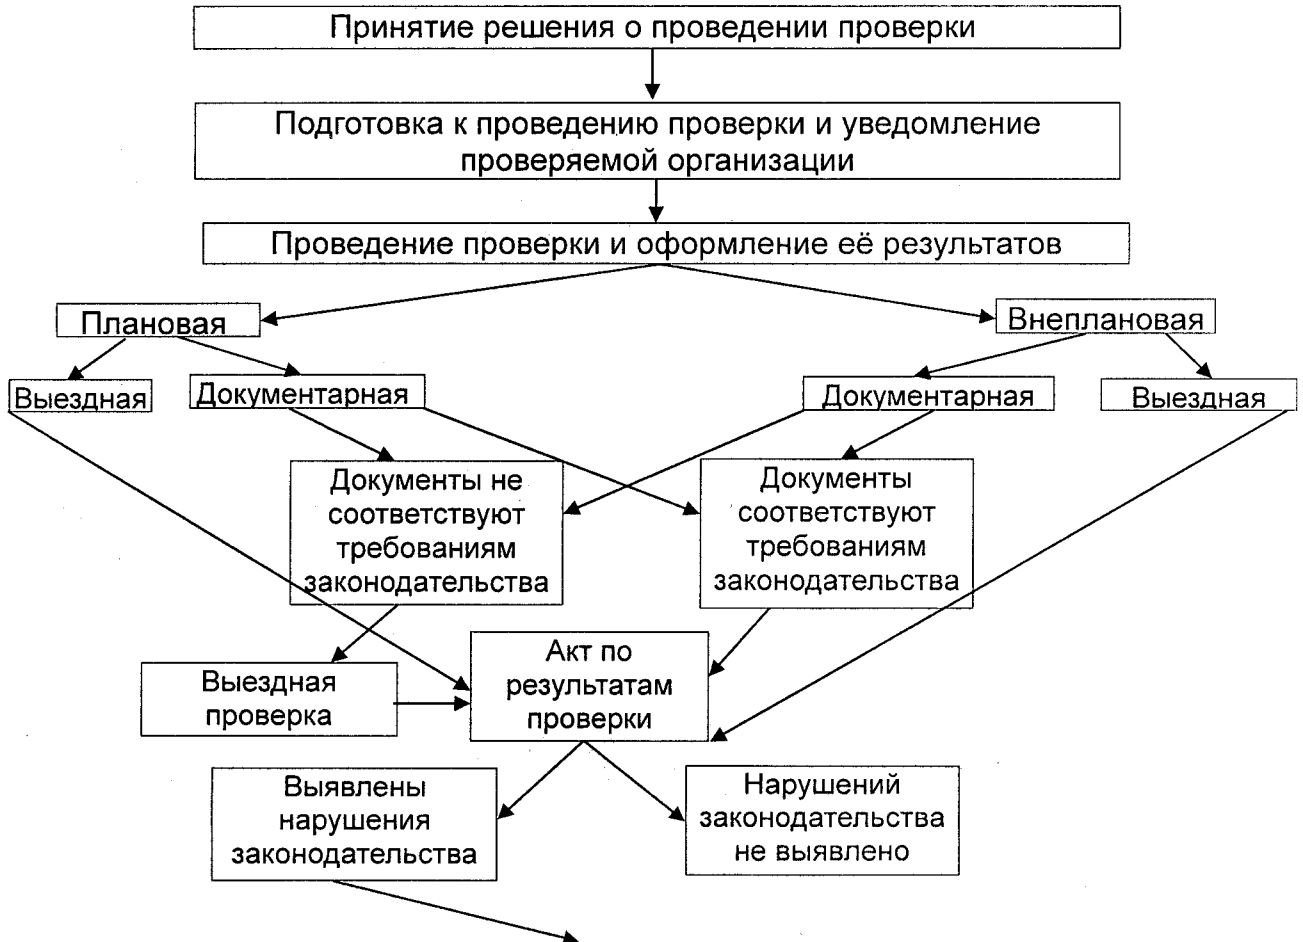 Принятие решения о проведении проверки
Подготовка к проведению проверки и уведомление
проверяемой организации
Проведение проверки и оформление её результатов
Плановая
Внеплановая
Выездная
Документарная
Документарная
Выездная
Документы не
соответствуют
требованиям
законодательства
Документы
соответствуют
требованиям
законодательства
Выездная
проверка
Акт по
результатам
проверки
Выявлены
нарушения
законодательства
Нарушений
законодательства
не выявлено